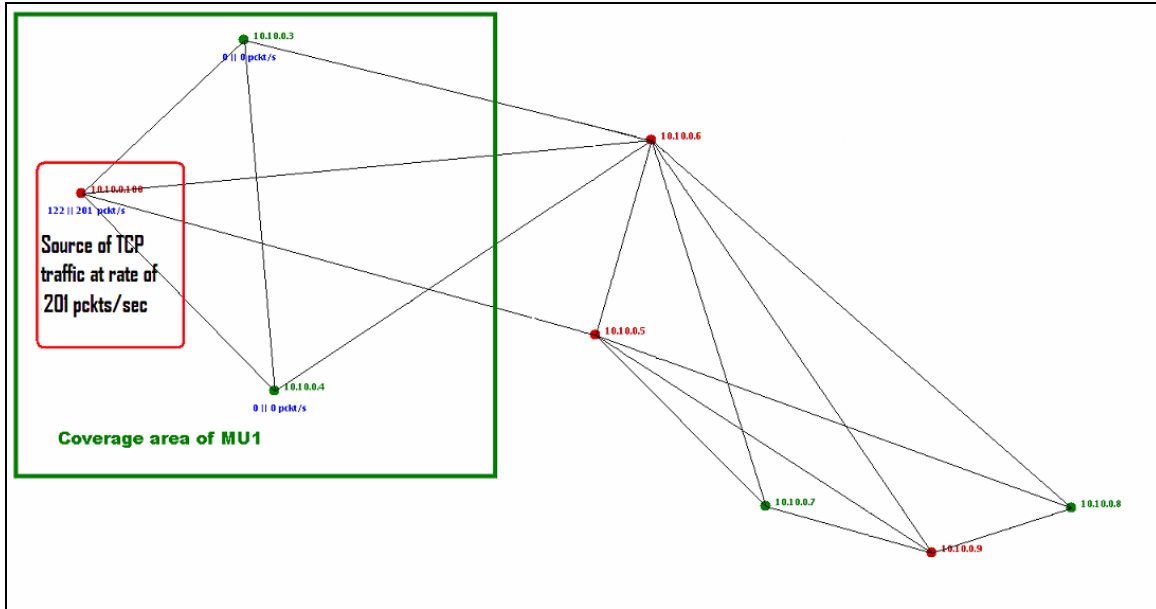 10.10.0.3
0 || 0 pckt/s
10.10.0.6
10.10.0.100
122 || 201 pckt/s
Source of TCP
traffic at rate of
201 pckts/sec
10.10.0.5
10.10.0.4
0 || 0 pckt/s
Coverage area of MU1
10.10.0.7
10.10.0.8
10.10.0.9